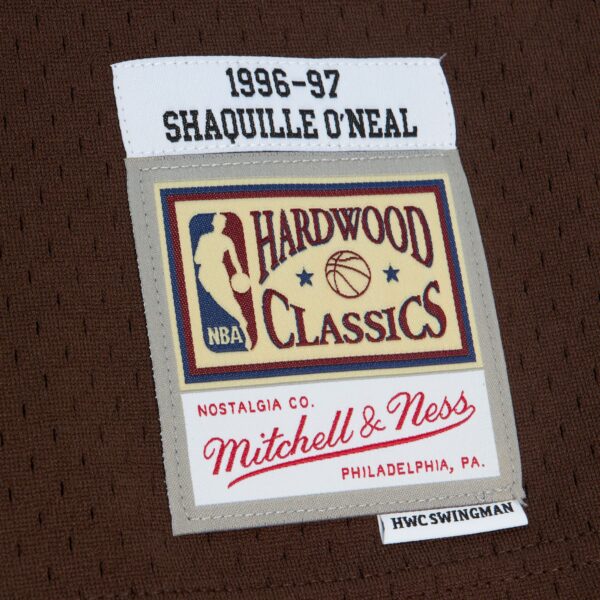 1996-97
SHAQUILLE O'NEAL
HARDWOOD
CLASSICS
NBA
NOSTALGIA CO.
Mitchell & Ness
PHILADELPHIA, PA.
HWC SWINGMAN